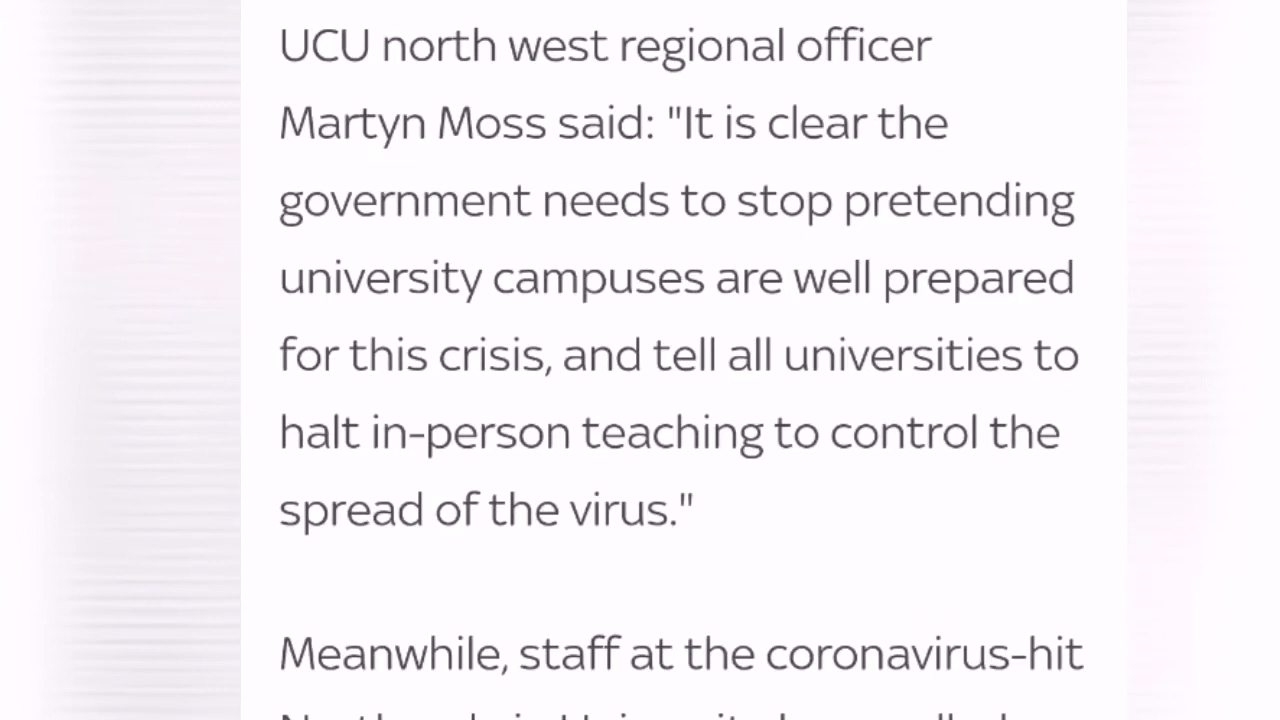 UCU north west regional officer
Martyn Moss said: "It is clear the
government needs to stop pretending
university campuses are well prepared
for this crisis, and tell all universities to
halt in-person teaching to control the
spread of the virus."
Meanwhile, staff at the coronavirus-hit